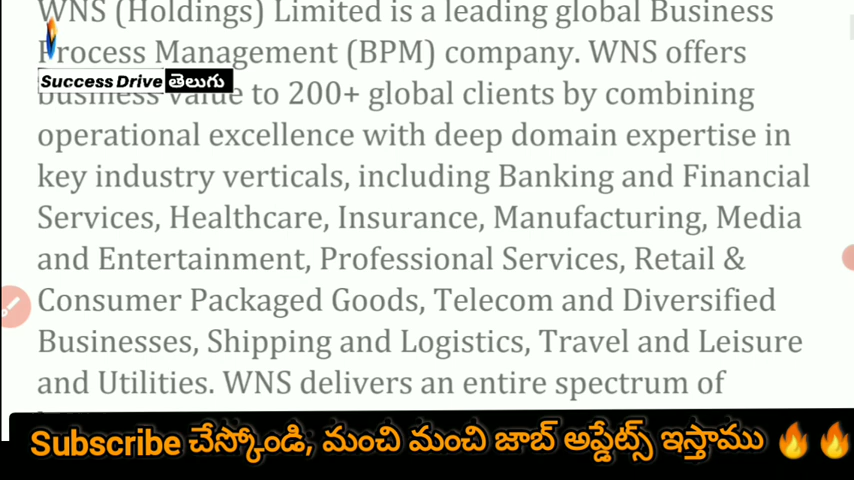 WNS (Holdings) Limited is a leading global Business
Process Management (BPM) company. WNS offers
Success Drive తెలుగు
business value to 200+ global clients by combining
operational excellence with deep domain expertise in
key industry verticals, including Banking and Financial
Services, Healthcare, Insurance, Manufacturing, Media
and Entertainment, Professional Services, Retail &
Consumer Packaged Goods, Telecom and Diversified
Businesses, Shipping and Logistics, Travel and Leisure
and Utilities. WNS delivers an entire spectrum of
Subscribe చేస్కోండి, మంచి మంచి జాబ్ అప్డేట్స్ ఇస్తాము 🔥🔥